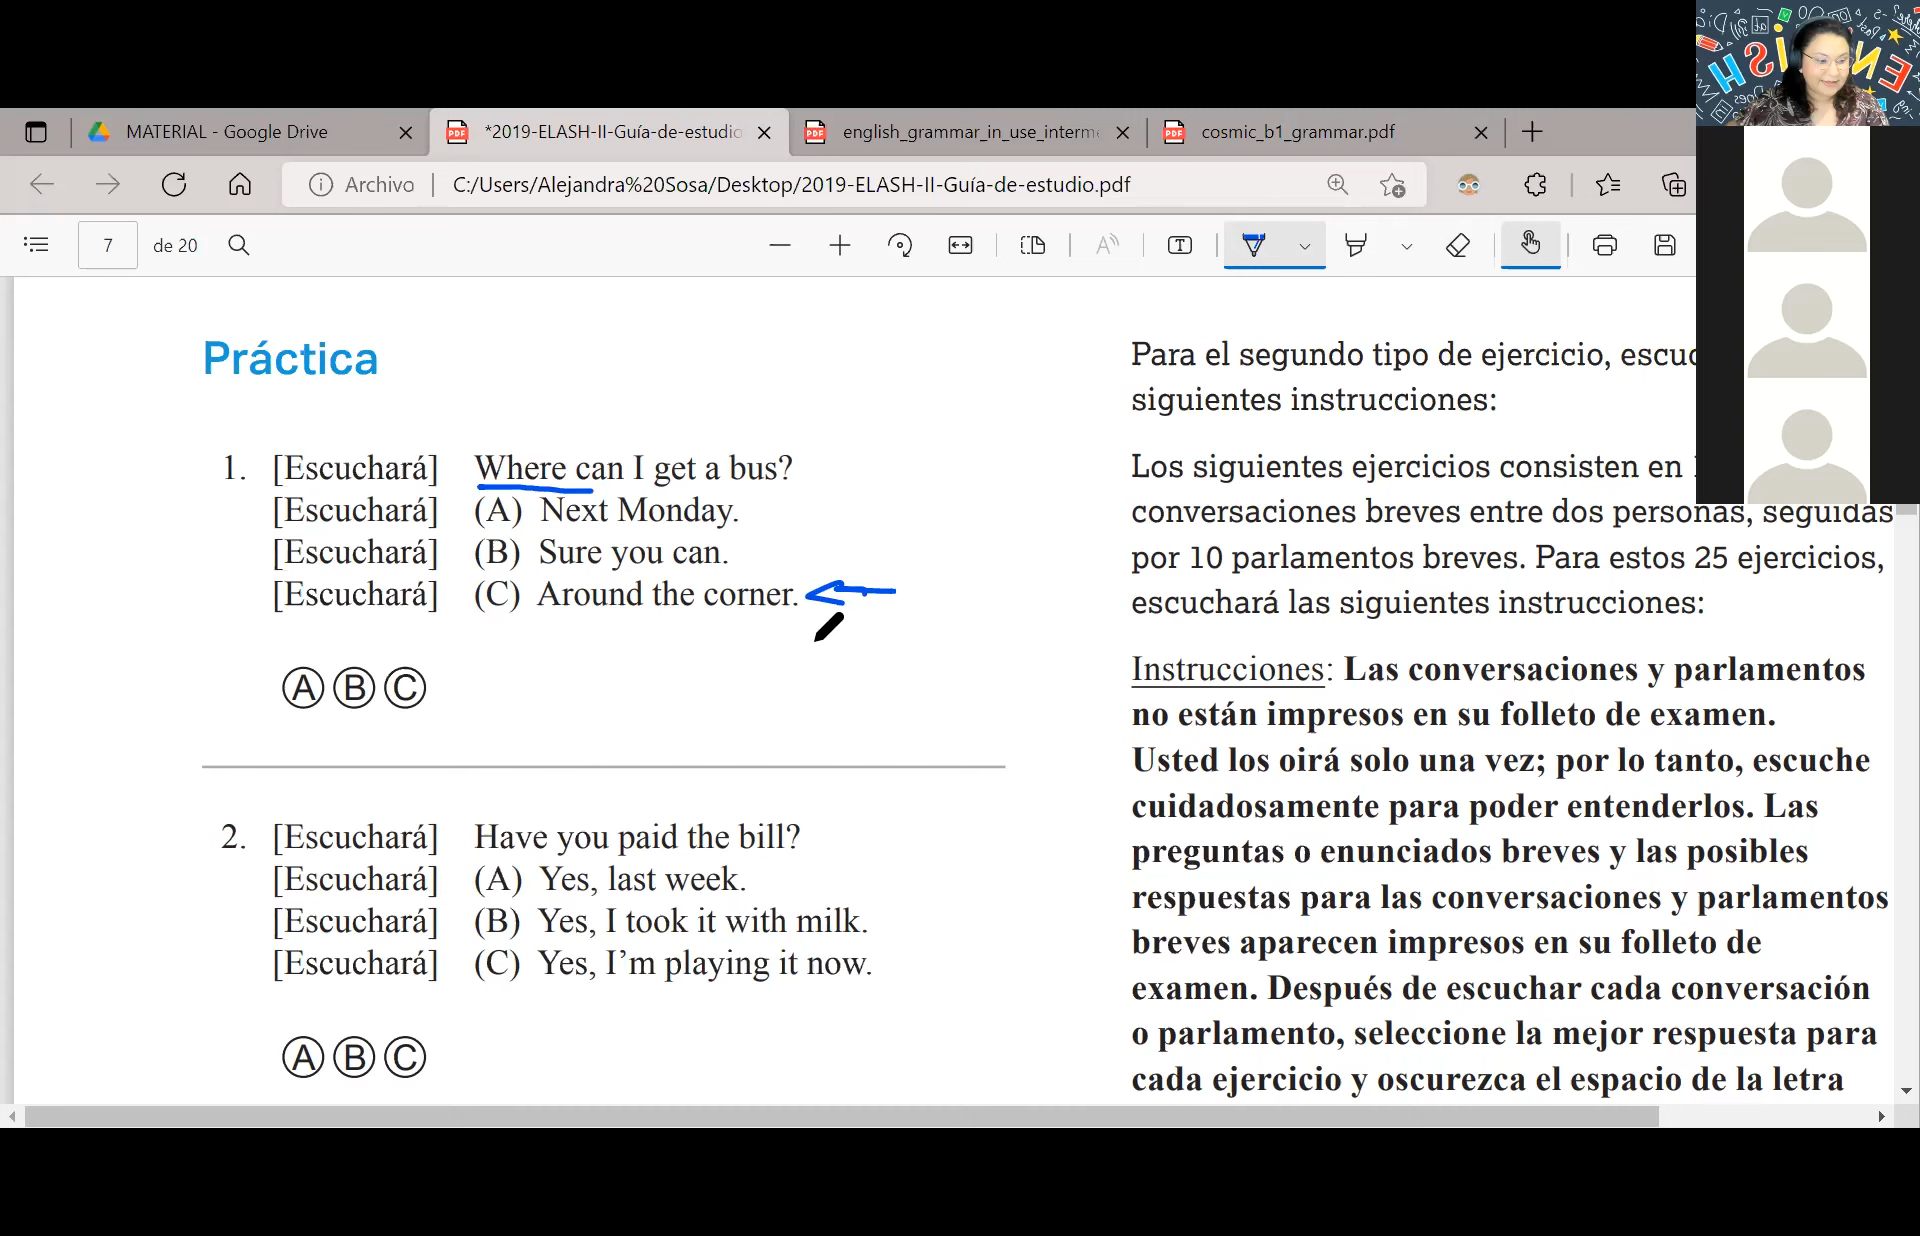 MATERIAL - Google Drive
*2019-ELASH-II-Guía-de-estudio
english_grammar_in_use_interme
cosmic_b1_grammar.pdf
Archivo
C:/Users/Alejandra%20Sosa/Desktop/2019-ELASH-II-Guía-de-estudio.pdf
7 de 20
Práctica
1. [Escuchará] Where can I get a bus?
[Escuchará] (A) Next Monday.
[Escuchará] (B) Sure you can.
[Escuchará] (C) Around the corner.
A B C
2. [Escuchará] Have you paid the bill?
[Escuchará] (A) Yes, last week.
[Escuchará] (B) Yes, I took it with milk.
[Escuchará] (C) Yes, I’m playing it now.
A B C
Para el segundo tipo de ejercicio,
siguientes instrucciones:
Los siguientes ejercicios consisten en
conversaciones breves entre dos personas, seguidas
por 10 parlamentos breves. Para estos 25 ejercicios,
escuchará las siguientes instrucciones:
Instrucciones: Las conversaciones y parlamentos
no están impresos en su folleto de examen.
Usted los oirá solo una vez; por lo tanto, escuche
cuidadosamente para poder entenderlos. Las
preguntas o enunciados breves y las posibles
respuestas para las conversaciones y parlamentos
breves aparecen impresos en su folleto de
examen. Después de escuchar cada conversación
o parlamento, seleccione la mejor respuesta para
cada ejercicio y oscurezca el espacio de la letra